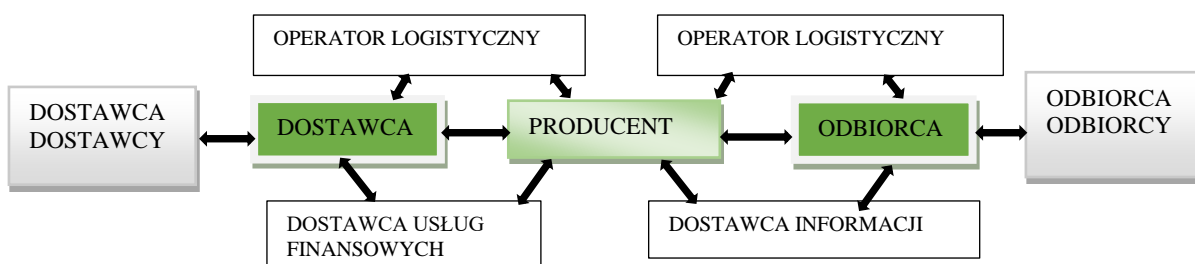 OPERATOR LOGISTYCZNY
OPERATOR LOGISTYCZNY
DOSTAWCA
DOSTAWCY
DOSTAWCA
PRODUCENT
ODBIORCA
ODBIORCA
ODBIORCY
DOSTAWCA USŁUG
FINANSOWYCH
DOSTAWCA INFORMACJI